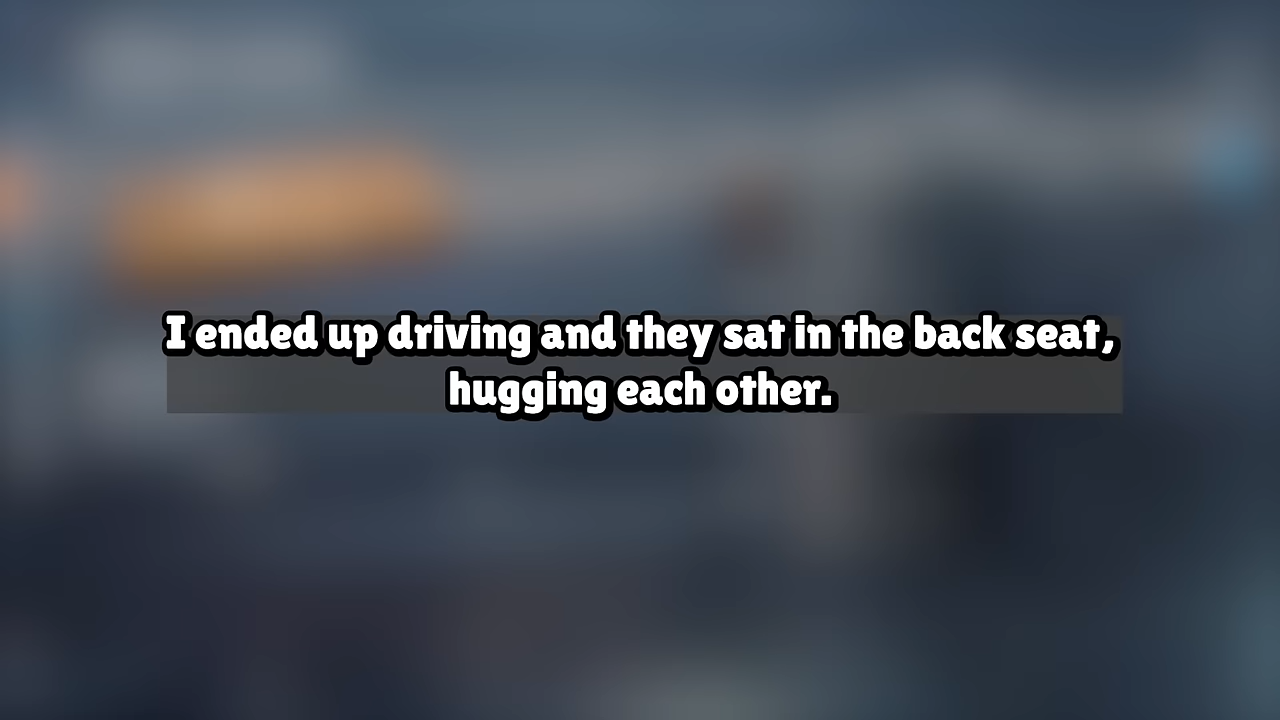 I ended up driving and they sat in the back seat,
hugging each other.